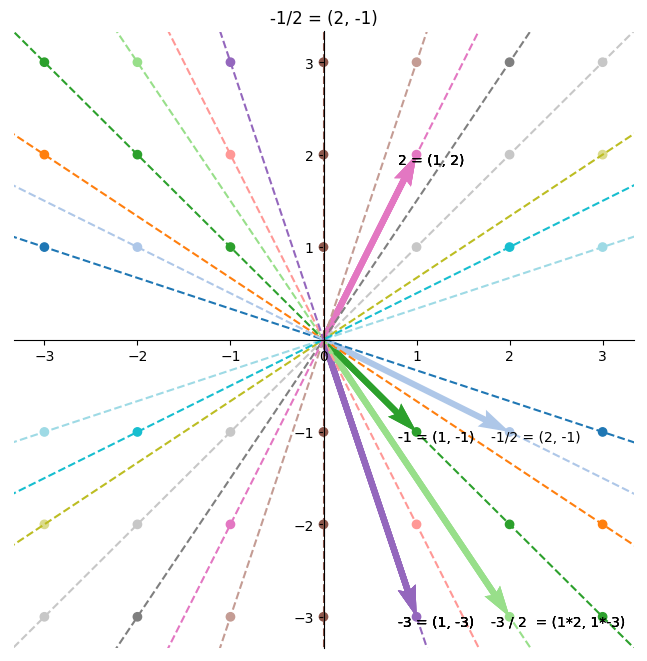 -1/2 = (2, -1)
3
2
2 = (1, 2)
1
−3
−2
−1
0
1
2
3
−1
-1 = (1, -1)
-1/2 = (2, -1)
−2
−3
-3 = (1, -3)
-3 / 2  = (1*2, 1*-3)